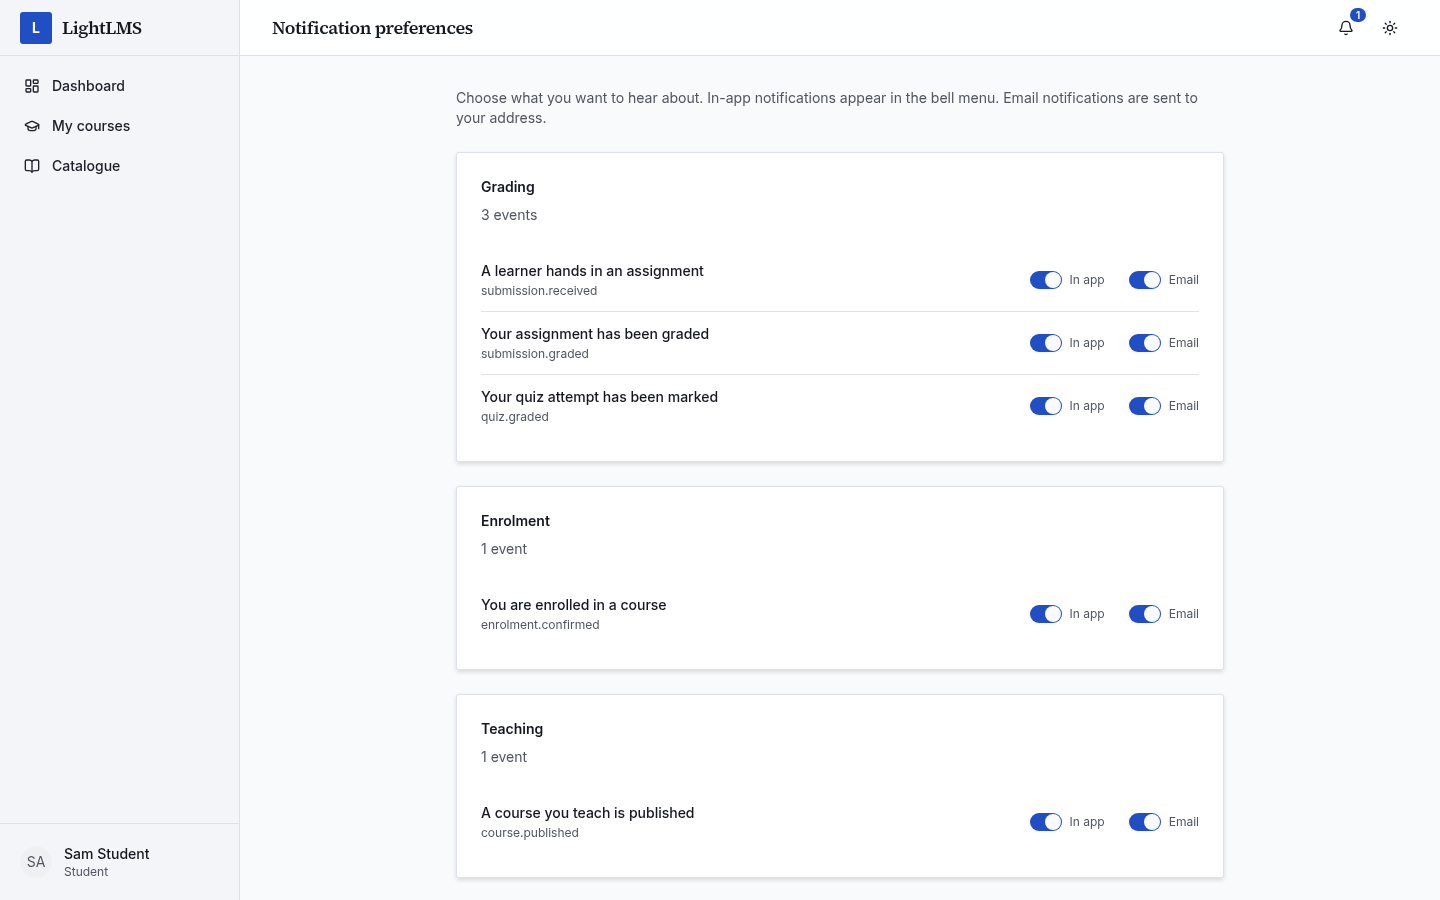 L LightLMS
Notification preferences
1
Dashboard
My courses
Catalogue
Choose what you want to hear about. In-app notifications appear in the bell menu. Email notifications are sent to
your address.
Grading
3 events
A learner hands in an assignment
submission.received
In app
Email
Your assignment has been graded
submission.graded
In app
Email
Your quiz attempt has been marked
quiz.graded
In app
Email
Enrolment
1 event
You are enrolled in a course
enrolment.confirmed
In app
Email
Teaching
1 event
A course you teach is published
course.published
In app
Email
SA
Sam Student
Student